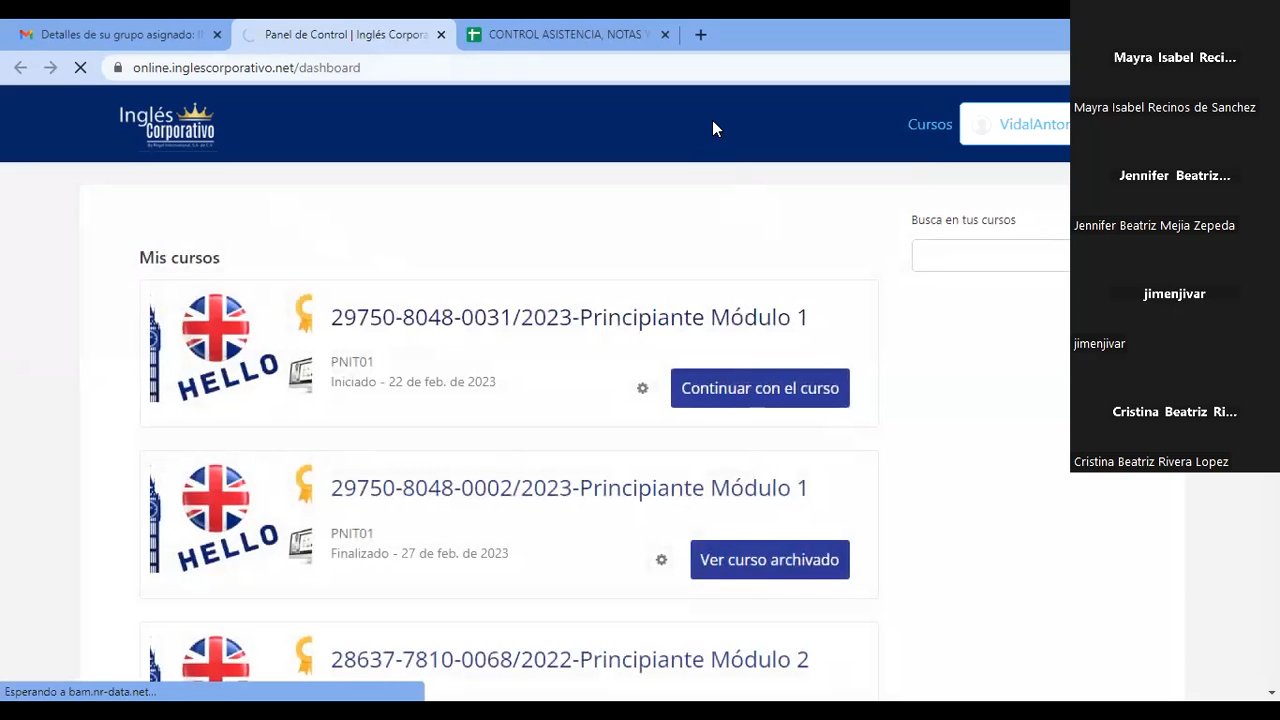 Detalles de su grupo asignado:
Panel de Control | Inglés Corpora
CONTROL ASISTENCIA, NOTAS Y
online.inglescorporativo.net/dashboard
Inglés
Corporativo
Cursos
VidalAnton
Busca en tus cursos
Mis cursos
HELLO
29750-8048-0031/2023-Principiante Módulo 1
PNIT01
Iniciado - 22 de feb. de 2023
Continuar con el curso
HELLO
29750-8048-0002/2023-Principiante Módulo 1
PNIT01
Finalizado - 27 de feb. de 2023
Ver curso archivado
28637-7810-0068/2022-Principiante Módulo 2
Esperando a bam.nr-data.net...
Mayra Isabel Reci...
Mayra Isabel Recinos de Sanchez
Jennifer Beatriz...
Jennifer Beatriz Mejia Zepeda
jimenjivar
jimenjivar
Cristina Beatriz Ri...
Cristina Beatriz Rivera Lopez